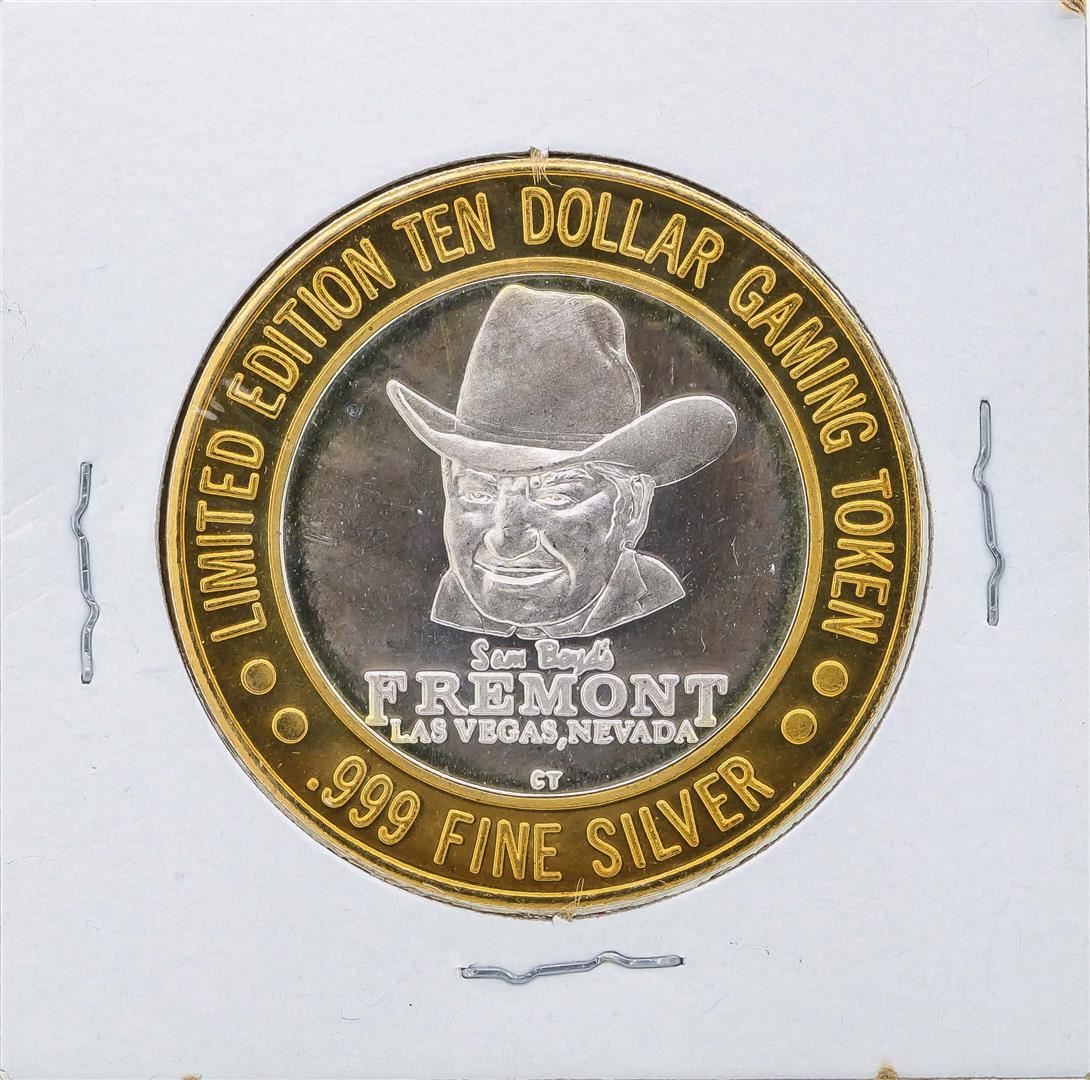 LIMITED EDITION TEN DOLLAR GAMING TOKEN
Sam Boyd's
FREMONT
LAS VEGAS, NEVADA
CT
.999 FINE SILVER